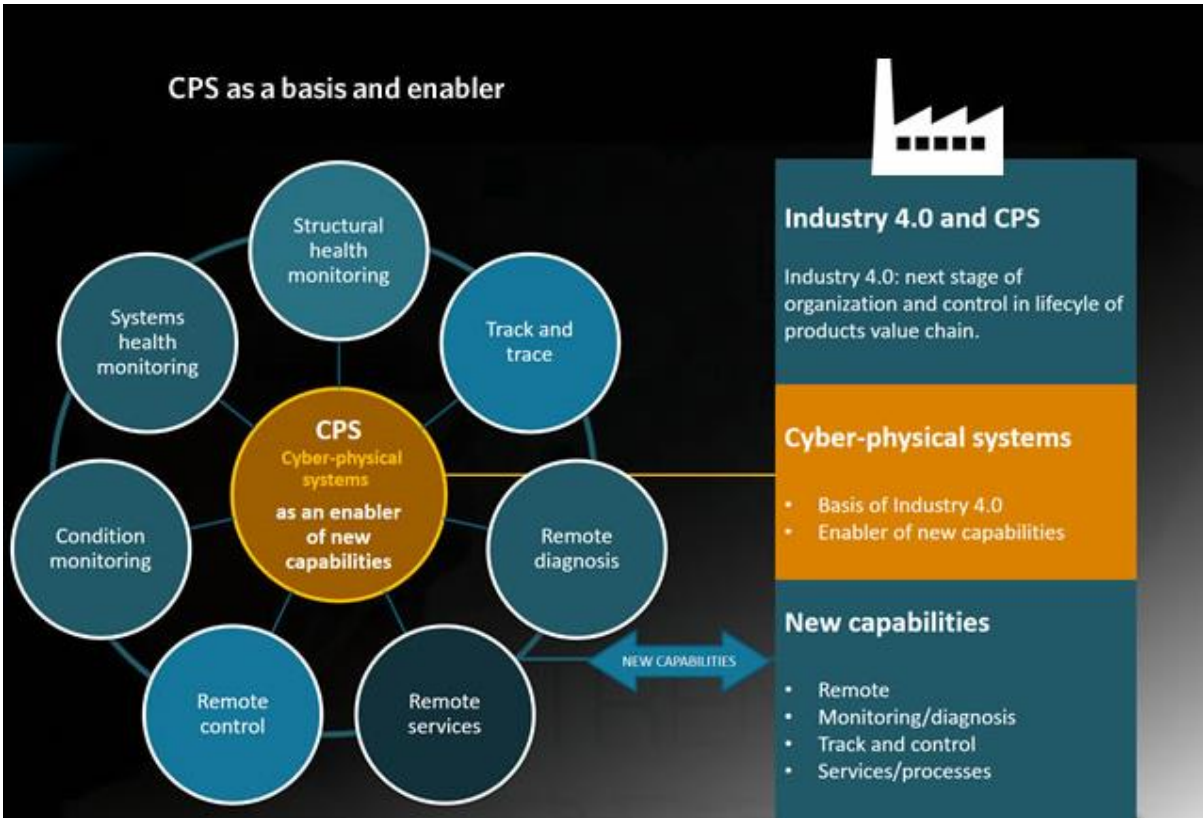 CPS as a basis and enabler
Structural
health
monitoring
Track and
trace
Remote
diagnosis
Remote
services
Remote
control
Condition
monitoring
Systems
health
monitoring
CPS
Cyber-physical
systems
as an enabler
of new
capabilities
NEW CAPABILITIES
Industry 4.0 and CPS
Industry 4.0: next stage of
organization and control in lifecyle of
products value chain.
Cyber-physical systems
• Basis of Industry 4.0
• Enabler of new capabilities
New capabilities
• Remote
• Monitoring/diagnosis
• Track and control
• Services/processes